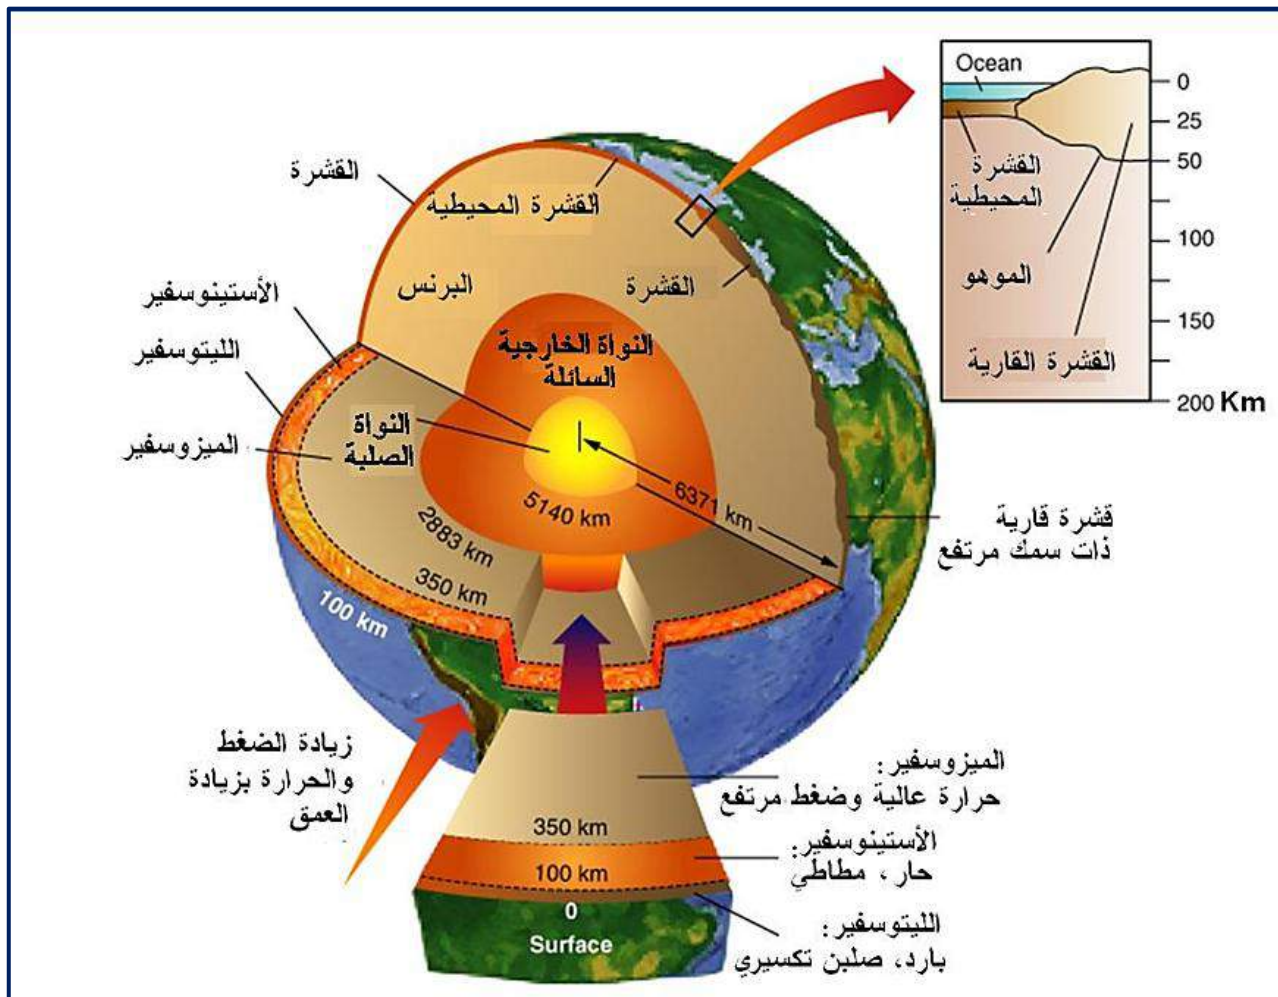 Ocean
0
25
50
100
150
200 Km
القشرة
المحيطية
الموهو
القشرة القارية
القشرة
القشرة المحيطية
البرنس
القشرة
الأستينوسفير
الليتوسفير
الميزوسفير
النواة الخارجية
السائلة
النواة
الصلبة
6371 km
5140 km
2883 km
350 km
100 km
قشرة قارية
ذات سمك مرتفع
زيادة الضغط
والحرارة بزيادة
العمق
350 km
100 km
0
Surface
الميزوسفير:
حرارة عالية وضغط مرتفع
الأستينوسفير:
حار ، مطاطي
الليتوسفير:
بارد، صلبن تكسيري